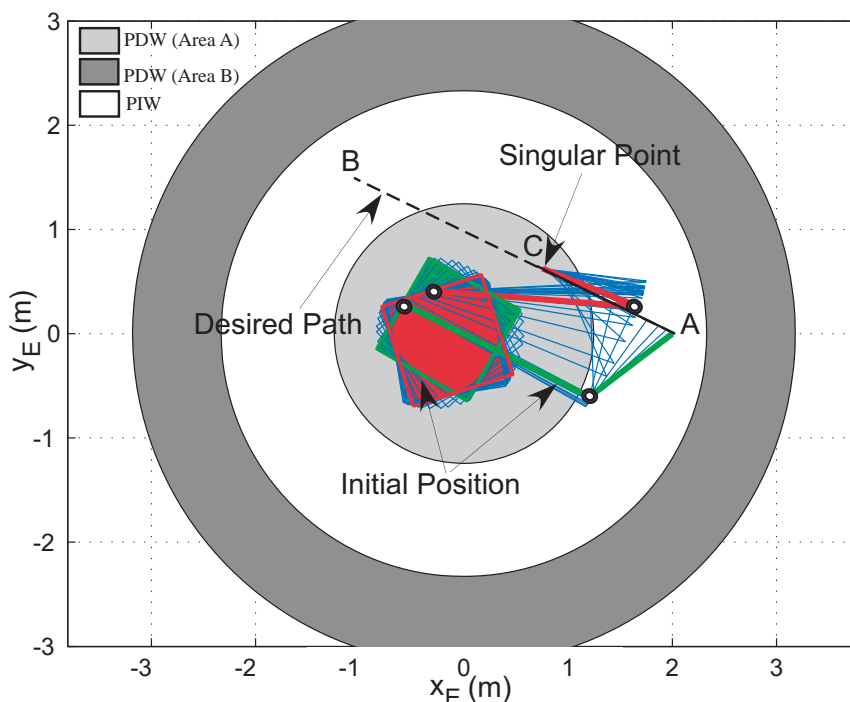 3
PDW (Area A)
PDW (Area B)
PIW
2
B
Singular Point
1
C
Desired Path
A
0
y_E (m)
-1
Initial Position
-2
-3
-3 -2 -1 0 1 2 3
x_E (m)